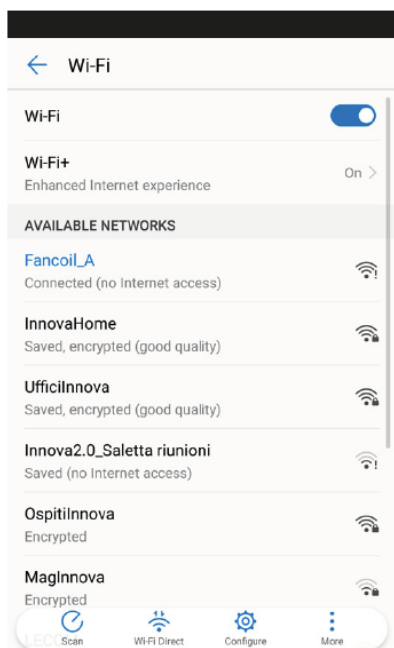 Wi-Fi
Wi-Fi
Wi-Fi+
Enhanced Internet experience
On
AVAILABLE NETWORKS
Fancoil_A
Connected (no Internet access)
InnovaHome
Saved, encrypted (good quality)
UfficiInnova
Saved, encrypted (good quality)
Innova2.0_Saletta riunioni
Saved (no Internet access)
OspitiInnova
Encrypted
MagInnova
Encrypted
Scan
Wi-Fi Direct
Configure
More